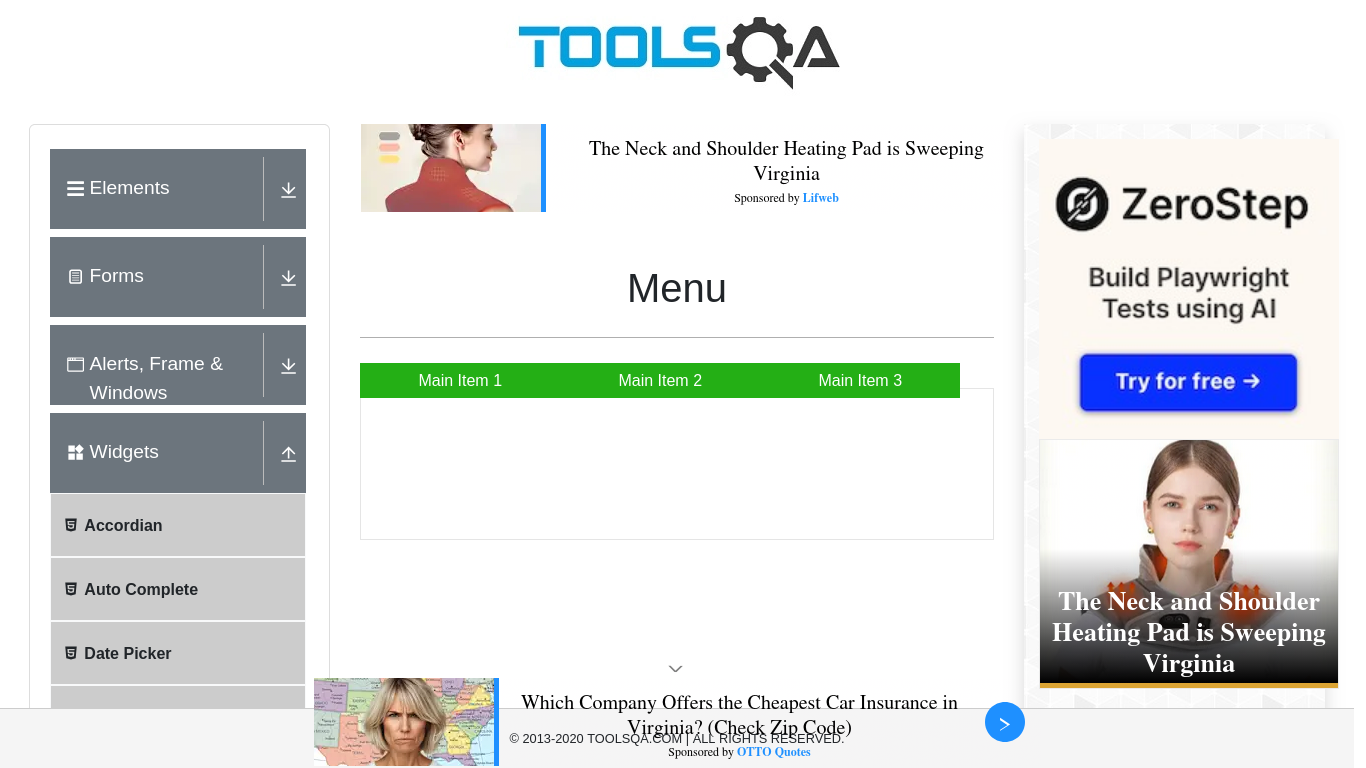 TOOLSQA
Elements
Forms
Alerts, Frame &
Windows
Widgets
Accordian
Auto Complete
Date Picker
The Neck and Shoulder Heating Pad is Sweeping
Virginia
Sponsored by Lifweb
Menu
Main Item 1
Main Item 2
Main Item 3
ZeroStep
Build Playwright
Tests using AI
Try for free →
The Neck and Shoulder
Heating Pad is Sweeping
Virginia
Which Company Offers the Cheapest Car Insurance in
Virginia? (Check Zip Code)
© 2013-2020 TOOLSQA.COM | ALL RIGHTS RESERVED.
Sponsored by OTTO Quotes